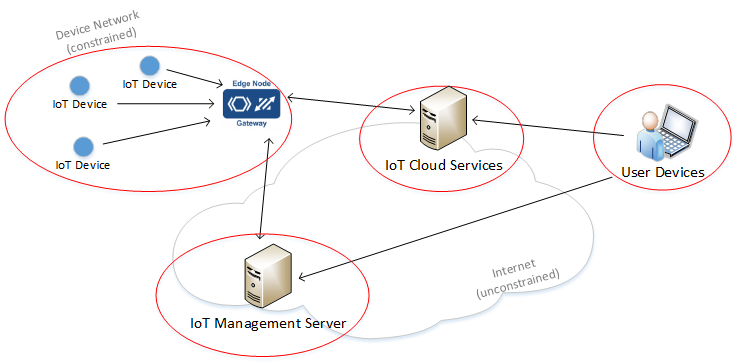 Device Network
(constrained)
IoT Device
IoT Device
IoT Device
Edge Node
Gateway
IoT Cloud Services
User Devices
IoT Management Server
Internet
(unconstrained)